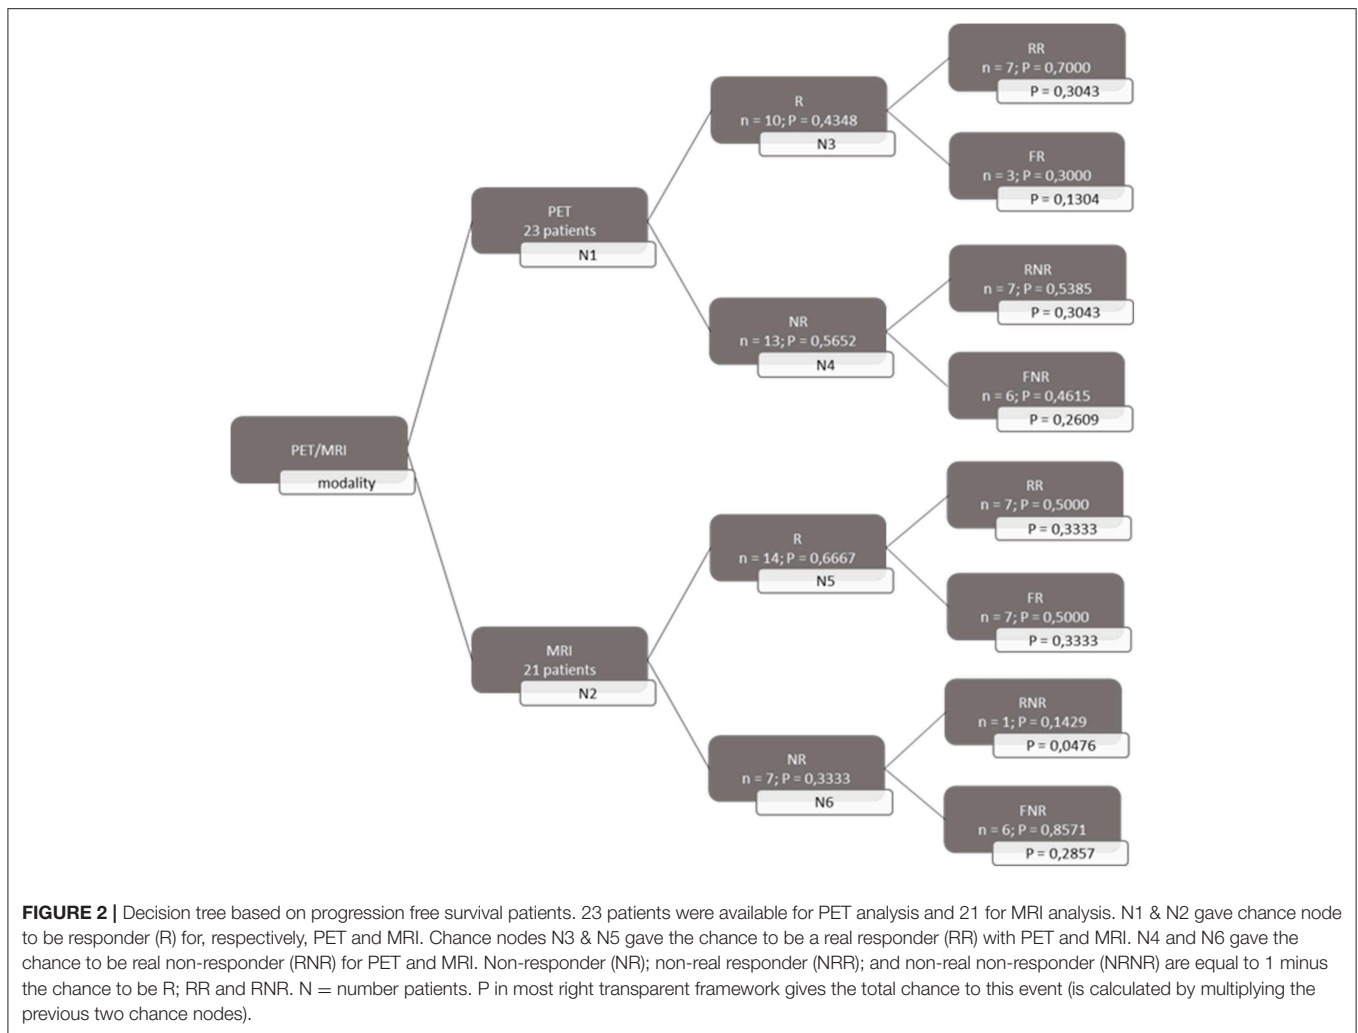 RR
n = 7; P = 0,7000
P = 0,3043
R
n = 10; P = 0,4348
N3
FR
n = 3; P = 0,3000
P = 0,1304
PET
23 patients
N1
RNR
n = 7; P = 0,5385
P = 0,3043
NR
n = 13; P = 0,5652
N4
FNR
n = 6; P = 0,4615
P = 0,2609
PET/MRI
modality
RR
n = 7; P = 0,5000
P = 0,3333
R
n = 14; P = 0,6667
N5
FR
n = 7; P = 0,5000
P = 0,3333
MRI
21 patients
N2
RNR
n = 1; P = 0,1429
P = 0,0476
NR
n = 7; P = 0,3333
N6
FNR
n = 6; P = 0,8571
P = 0,2857
FIGURE 2 | Decision tree based on progression free survival patients. 23 patients were available for PET analysis and 21 for MRI analysis. N1 & N2 gave chance node
to be responder (R) for, respectively, PET and MRI. Chance nodes N3 & N5 gave the chance to be a real responder (RR) with PET and MRI. N4 and N6 gave the
chance to be real non-responder (RNR) for PET and MRI. Non-responder (NR); non-real responder (NRR); and non-real non-responder (NRNR) are equal to 1 minus
the chance to be R; RR and RNR. N = number patients. P in most right transparent framework gives the total chance to this event (is calculated by multiplying the
previous two chance nodes).